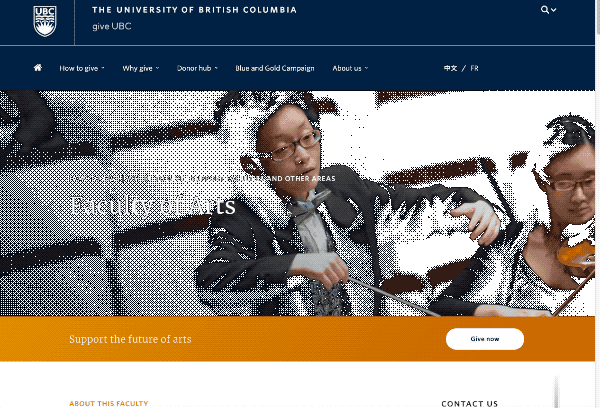 UBC
THE UNIVERSITY OF BRITISH COLUMBIA
give UBC
How to give
Why give
Donor hub
Blue and Gold Campaign
About us
中文 / FR
AND OTHER AREAS
Faculty of Arts
Support the future of arts
Give now
ABOUT THIS FACULTY
CONTACT US